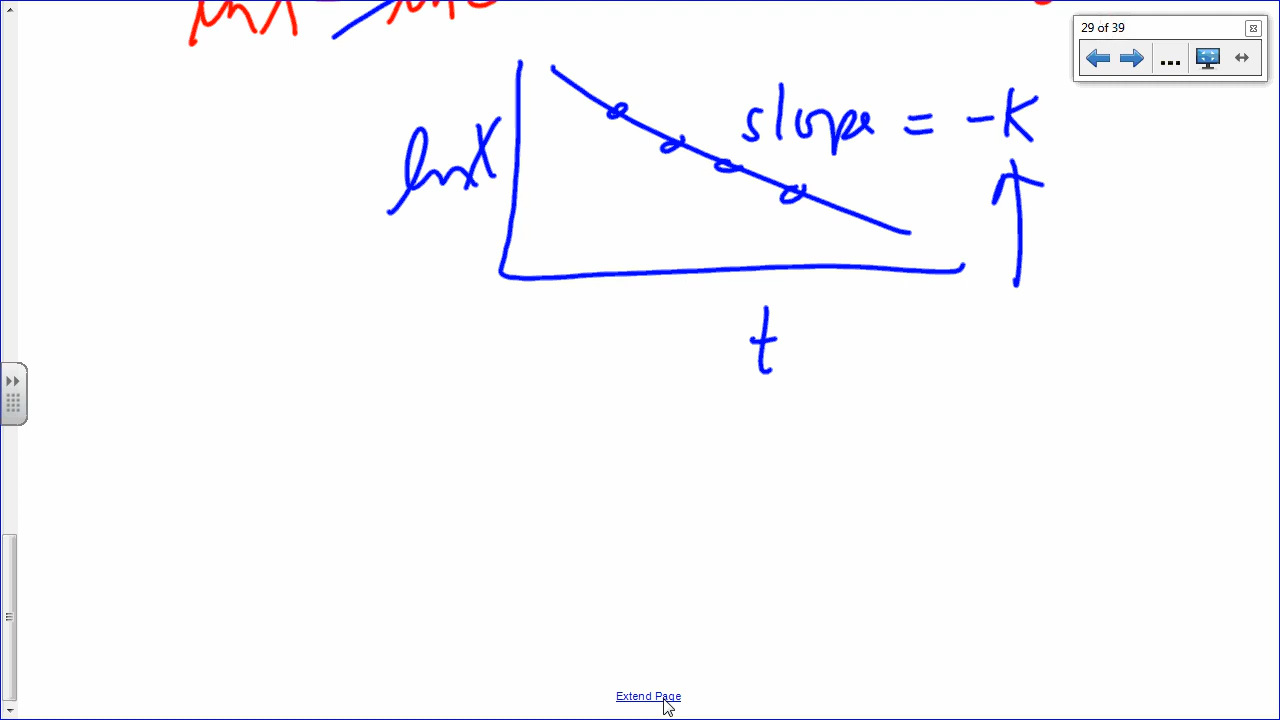 29 of 39
slope = -K
lnX
t
Extend Page